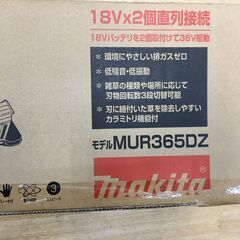 18V×2個直列接続
18Vバッテリを2個取付けて36V駆動
● 環境にやさしい排ガスゼロ
● 低騒音・低振動
● 雑草の種類や場所に応じて
刃物回転数3段切替可能
● 刃に絡付いた草を除去しやすい
カラミトリ機能付
モデルMUR365DZ
makita
3